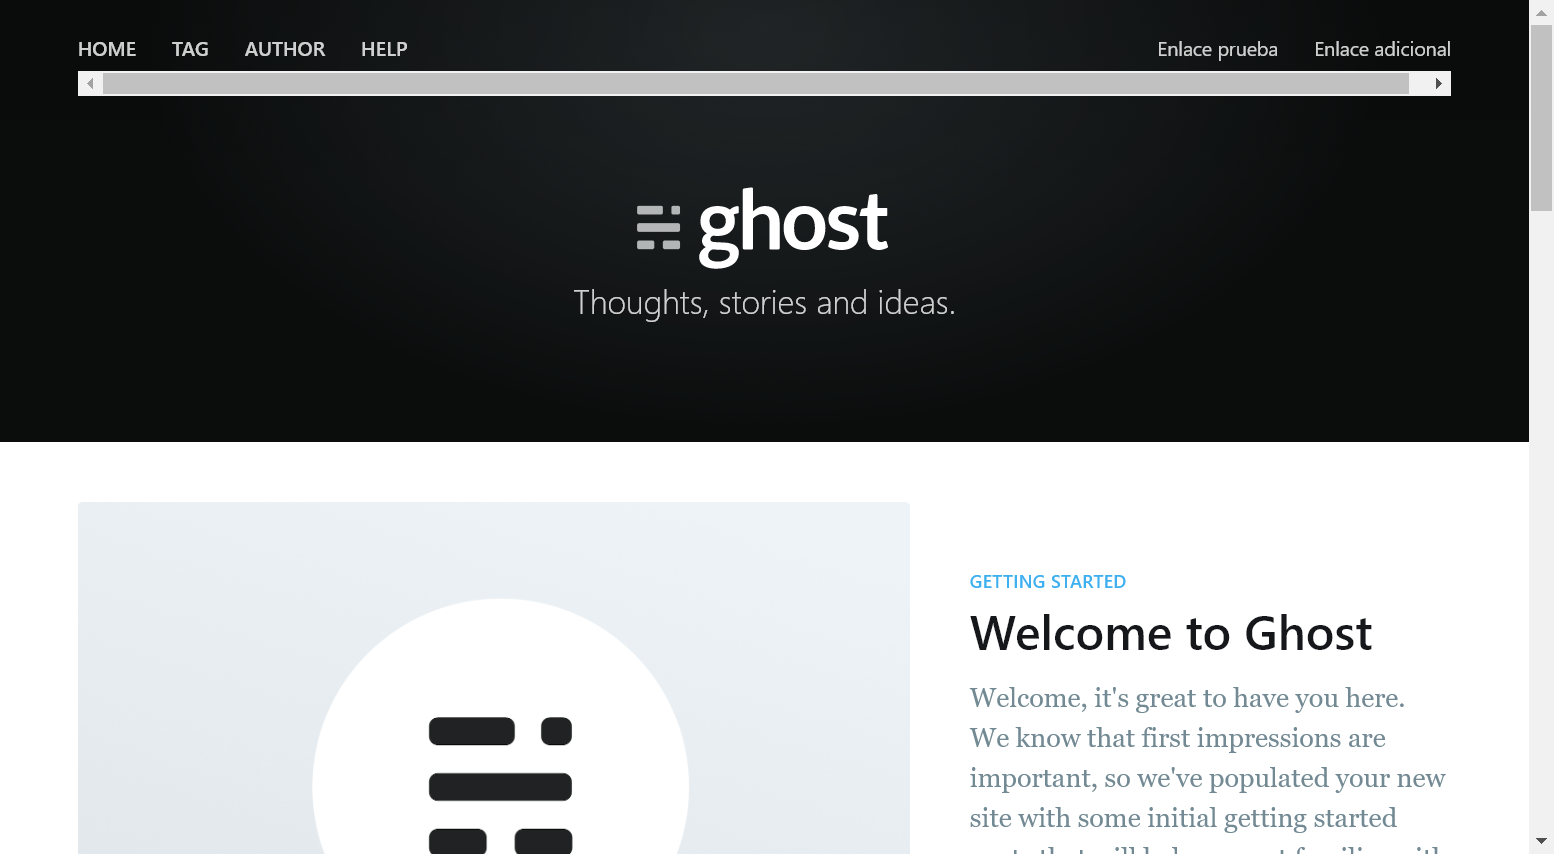 HOME TAG AUTHOR HELP Enlace prueba Enlace adicional
ghost
Thoughts, stories and ideas.
GETTING STARTED
Welcome to Ghost
Welcome, it's great to have you here.
We know that first impressions are
important, so we've populated your new
site with some initial getting started